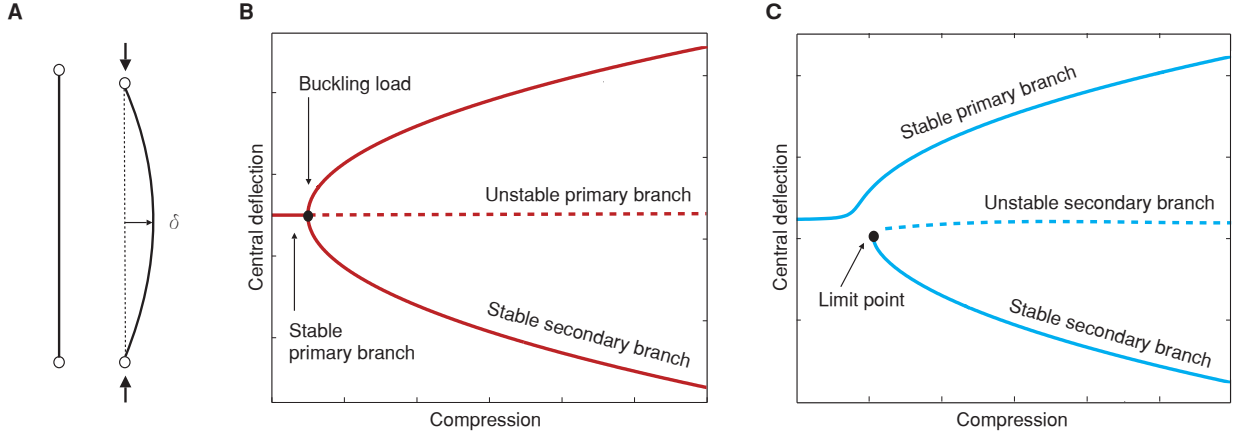 A
δ
B
Buckling load
Unstable primary branch
Stable
primary branch
Stable secondary branch
Central deflection
Compression
C
Stable primary branch
Unstable secondary branch
Limit point
Stable secondary branch
Central deflection
Compression